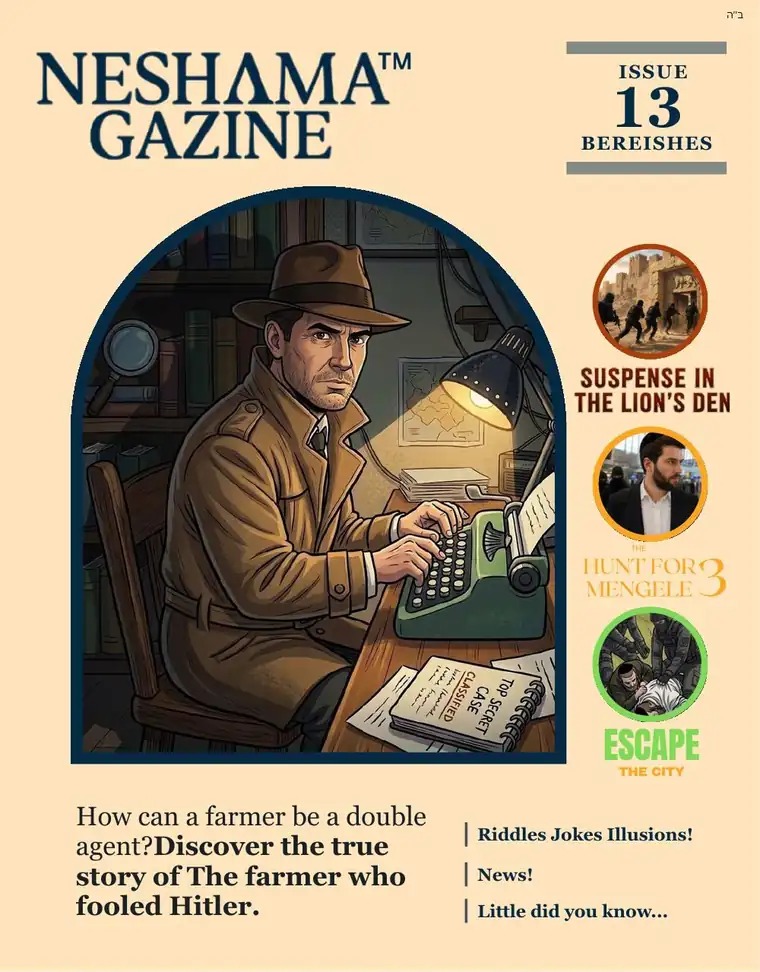 ב"ה
NESHAMA™
GAZINE
ISSUE
13
BEREISHES
SUSPENSE IN
THE LION'S DEN
THE
HUNT FOR
MENGELE 3
ESCAPE
THE CITY
TOP SECRET
CASE
CLASSIFIED
How can a farmer be a double
agent?Discover the true
story of The farmer who
fooled Hitler.
Riddles Jokes Illusions!
News!
Little did you know...